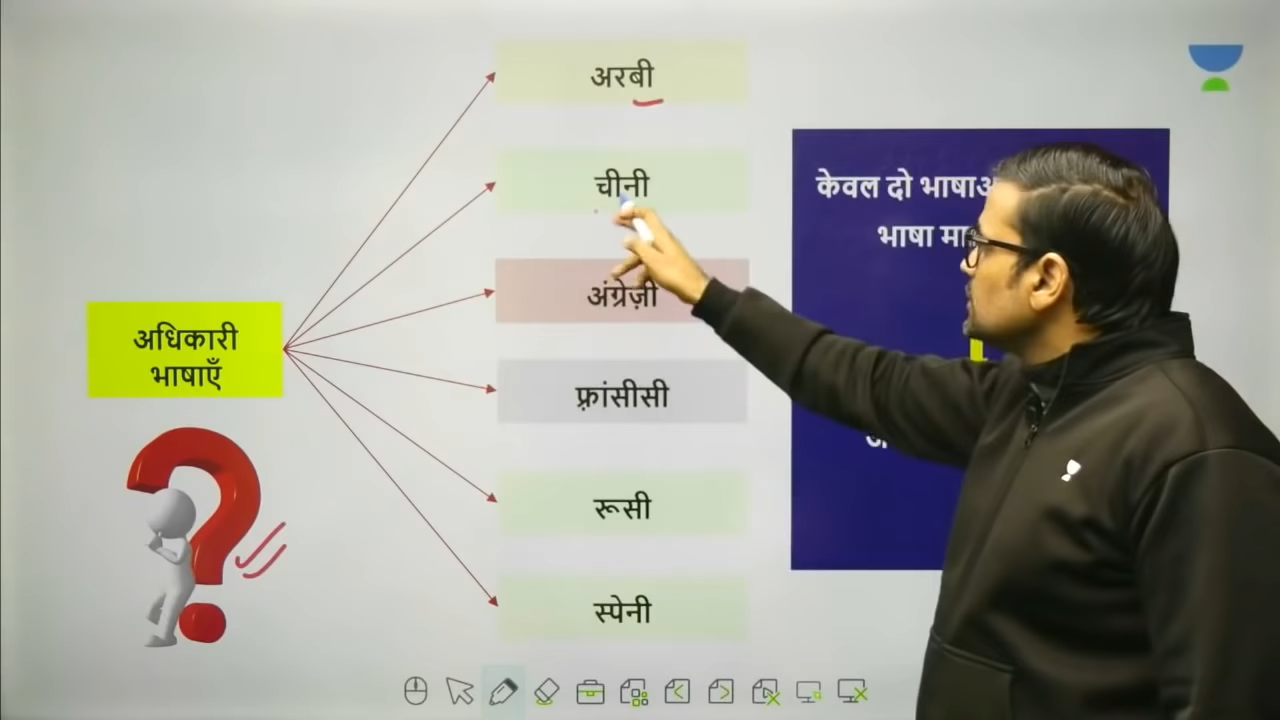 अरबी
चीनी
अंग्रेज़ी
फ़्रांसीसी
रूसी
स्पेनी
अधिकारी
भाषाएँ
केवल दो
भाषा